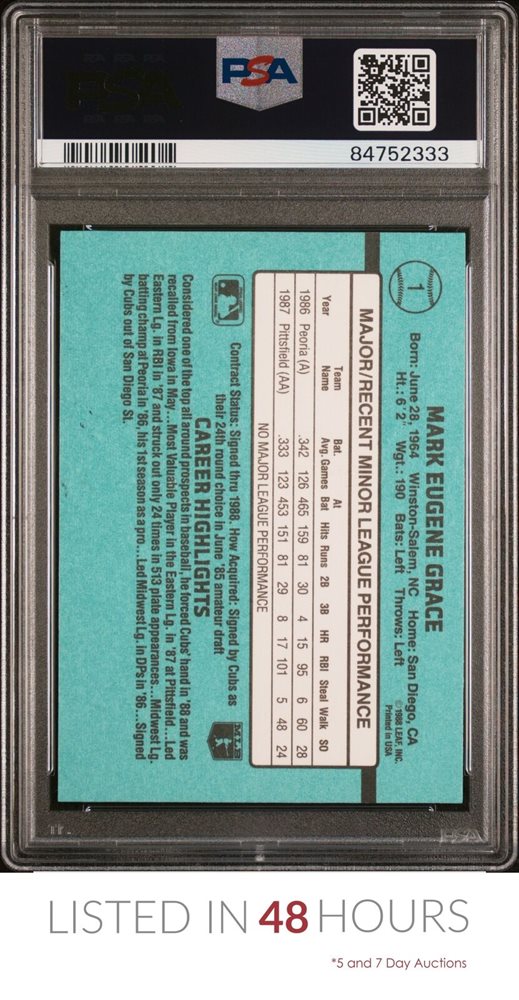 PSA
84752333
1
MARK EUGENE GRACE
Born: June 28, 1964 Winston-Salem, NC Home: San Diego, CA
Ht.: 6' 2" Wgt.: 190 Bats: Left Throws: Left
©1988 LEAF, INC.
Printed in USA
MAJOR/RECENT MINOR LEAGUE PERFORMANCE
Year Team Name Bat. Avg. Games At Bat Hits Runs 2B 3B HR RBI Steal Walk SO
1986 Peoria (A) .342 126 465 159 81 30 4 15 95 6 60 28
1987 Pittsfield (AA) .333 123 453 151 81 29 8 17 101 5 48 24
NO MAJOR LEAGUE PERFORMANCE
Contract Status: Signed thru 1988. How Acquired: Signed by Cubs as
their 24th round choice in June '85 amateur draft
CAREER HIGHLIGHTS
Considered one of the top all around prospects in baseball, he forced Cubs' hand in '88 and was
recalled from Iowa in May...Most Valuable Player in the Eastern Lg. in '87 at Pittsfield...Led
Eastern Lg. in RBI in '87 and struck out only 24 times in 513 plate appearances...Midwest Lg.
batting champ at Peoria in '86, his 1st season as a pro...Led Midwest Lg. in DPs in '86...Signed
by Cubs out of San Diego St.
MLB
PSA
LISTED IN 48 HOURS
*5 and 7 Day Auctions